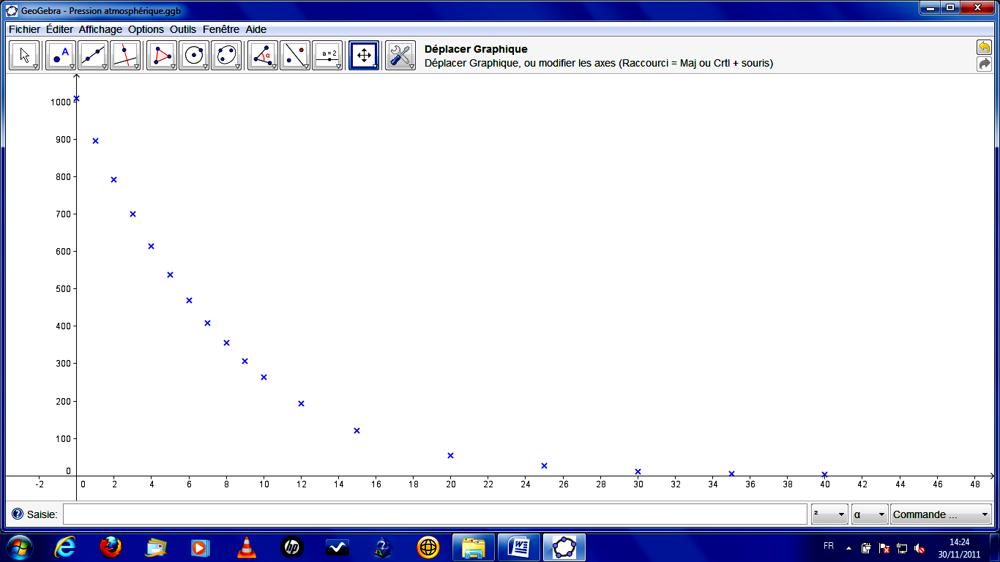 GeoGebra - Pression atmosphérique.ggb
Fichier Éditer Affichage Options Outils Fenêtre Aide
A
α
a = 2
Déplacer Graphique
Déplacer Graphique, ou modifier les axes (Raccourci = Maj ou Crtl + souris)
1000
900
800
700
600
500
400
300
200
100
0
-2 0 2 4 6 8 10 12 14 16 18 20 22 24 26 28 30 32 34 36 38 40 42 44 46 48
Saisie: ² α Commande ...
hp
W
FR
14:24
30/11/2011